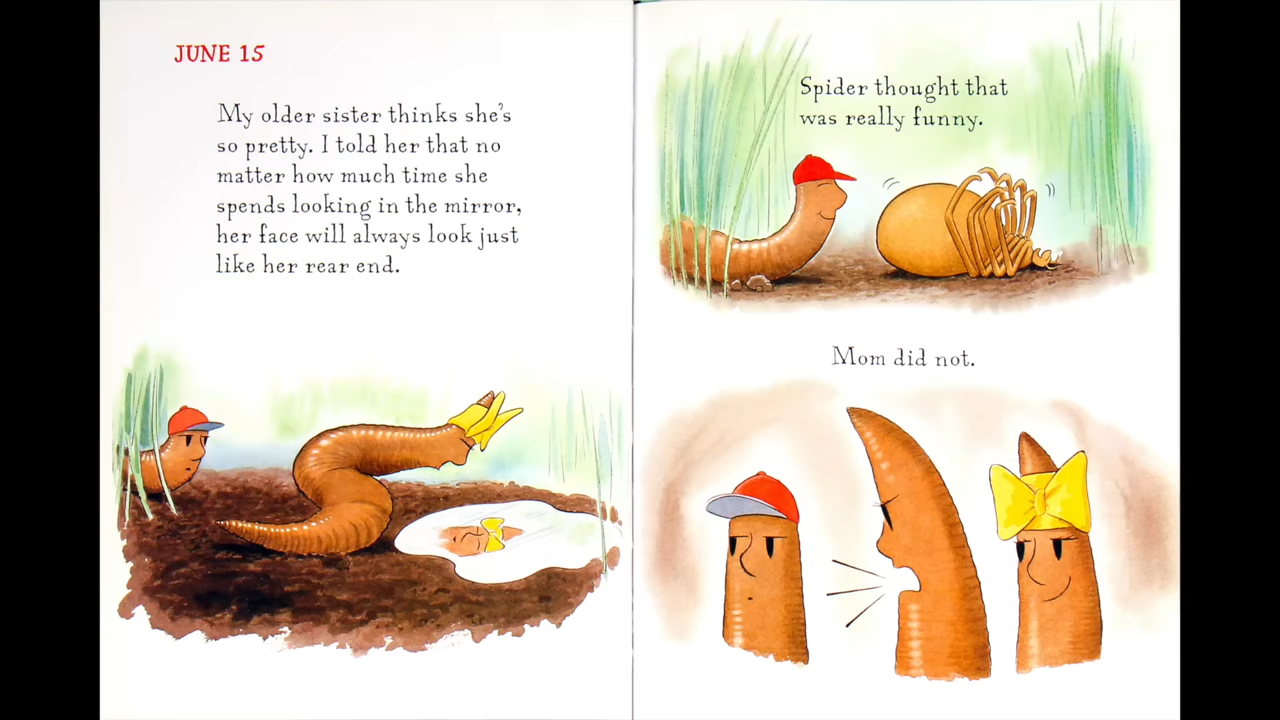 JUNE 15
My older sister thinks she's
so pretty. I told her that no
matter how much time she
spends looking in the mirror,
her face will always look just
like her rear end.
Spider thought that
was really funny.
Mom did not.